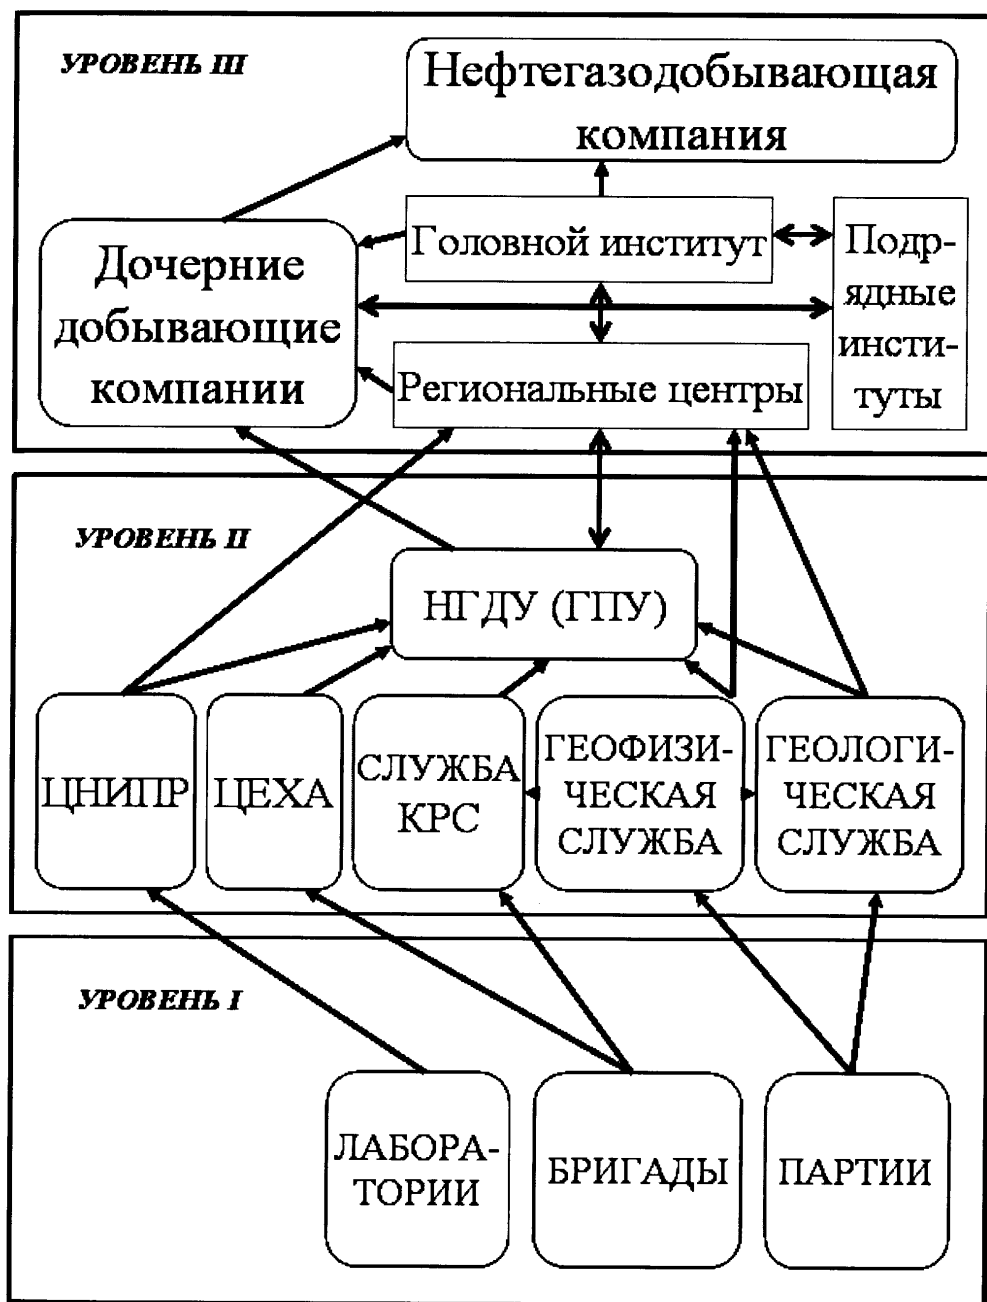 УРОВЕНЬ III
Нефтегазодобывающая
компания
Головной институт
Подр-
ядные
инсти-
туты
Дочерние
добывающие
компании
Региональные центры
УРОВЕНЬ II
НГДУ (ГПУ)
ЦНИПР
ЦЕХА
СЛУЖБА
КРС
ГЕОФИЗИ-
ЧЕСКАЯ
СЛУЖБА
ГЕОЛОГИ-
ЧЕСКАЯ
СЛУЖБА
УРОВЕНЬ I
ЛАБОРА-
ТОРИИ
БРИГАДЫ
ПАРТИИ